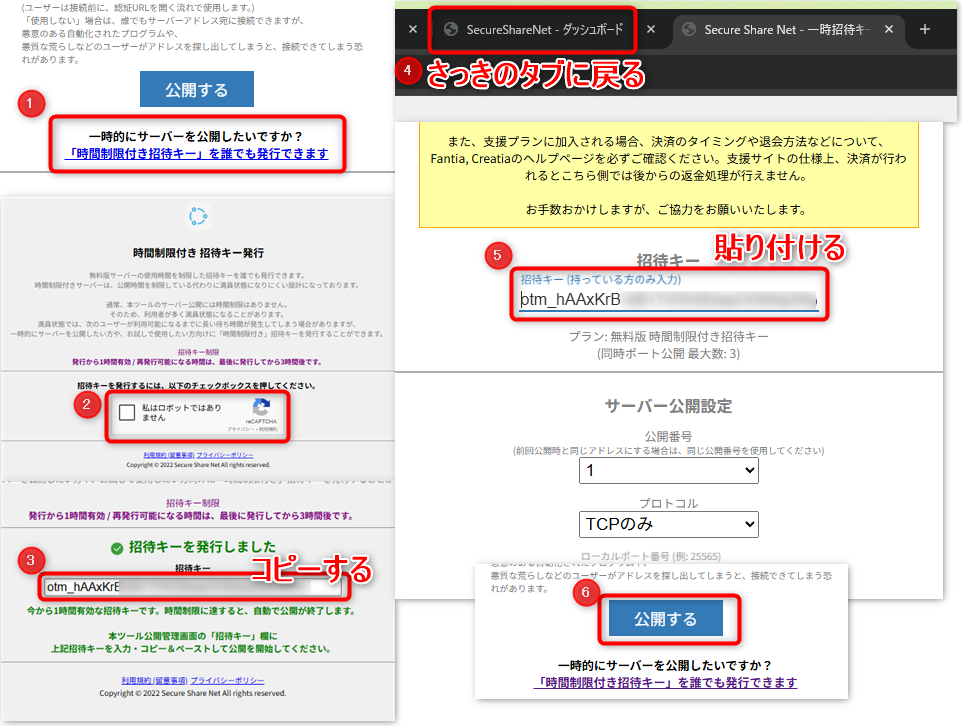 (ユーザーは接続前に、認証URLを開く流れで使用します。)
「使用しない」場合は、誰でもサーバーアドレス宛に接続できますが、
悪意のある自動化されたプログラムや、
悪質な荒らしなどのユーザーがアドレスを探し出してしまうと、接続できてしまう恐
れがあります。
公開する
1
一時的にサーバーを公開したいですか？
「時間制限付き招待キー」を誰でも発行できます
時間制限付き 招待キー発行
無料版サーバーの使用時間を制限した招待キーを誰でも発行できます。
時間制限付きサーバーは、公開時間を制限している代わりに満員状態になりにくい設計になっております。
通常、本ツールのサーバー公開には時間制限はありません。
そのため、利用者が多く満員状態になることがあります。
満員状態では、次のユーザーが利用可能になるまでに長い待ち時間が発生してしまう場合がありますが、
一時的にサーバーを公開したい方や、お試しで使用したい方向けに「時間制限付き」招待キーを発行することができます。
招待キー制限
発行から1時間有効 / 再発行可能になる時間は、最後に発行してから3時間後です。
招待キーを発行するには、以下のチェックボックスを押してください。
2
私はロボットではあり
ません
reCAPTCHA
プライバシー - 利用規約
利用規約 (留意事項) プライバシーポリシー
Copyright © 2022 Secure Share Net All rights reserved.
招待キー制限
発行から1時間有効 / 再発行可能になる時間は、最後に発行してから3時間後です。
招待キーを発行しました
3
招待キー
コピーする
otm_hAAxKrE
今から1時間有効な招待キーです。時間制限に達すると、自動で公開が終了します。
本ツール公開管理画面の「招待キー」欄に
上記招待キーを入力・コピー＆ペーストして公開を開始してください。
利用規約 (留意事項) プライバシーポリシー
Copyright © 2022 Secure Share Net All rights reserved.
SecureShareNet - ダッシュボード
Secure Share Net - 一時招待キー
4
さっきのタブに戻る
また、支援プランに加入される場合、決済のタイミングや退会方法などについて、
Fantia, Creatiaのヘルプページを必ずご確認ください。支援サイトの仕様上、決済が行わ
れるとこちら側では後からの返金処理が行えません。
お手数おかけしますが、ご協力をお願いいたします。
5
招待キー
貼り付ける
招待キー (持っている方のみ入力)
otm_hAAxKrB
プラン: 無料版 時間制限付き招待キー
(同時ポート公開 最大数: 3)
サーバー公開設定
公開番号
(前回公開時と同じアドレスにする場合は、同じ公開番号を使用してください)
1
プロトコル
TCPのみ
ローカルポート番号 (例: 25565)
悪質な荒らしなどのユーザーがアドレスを探し出してしまうと、接続できてしまう恐
れがあります。
6
公開する
一時的にサーバーを公開したいですか？
「時間制限付き招待キー」を誰でも発行できます